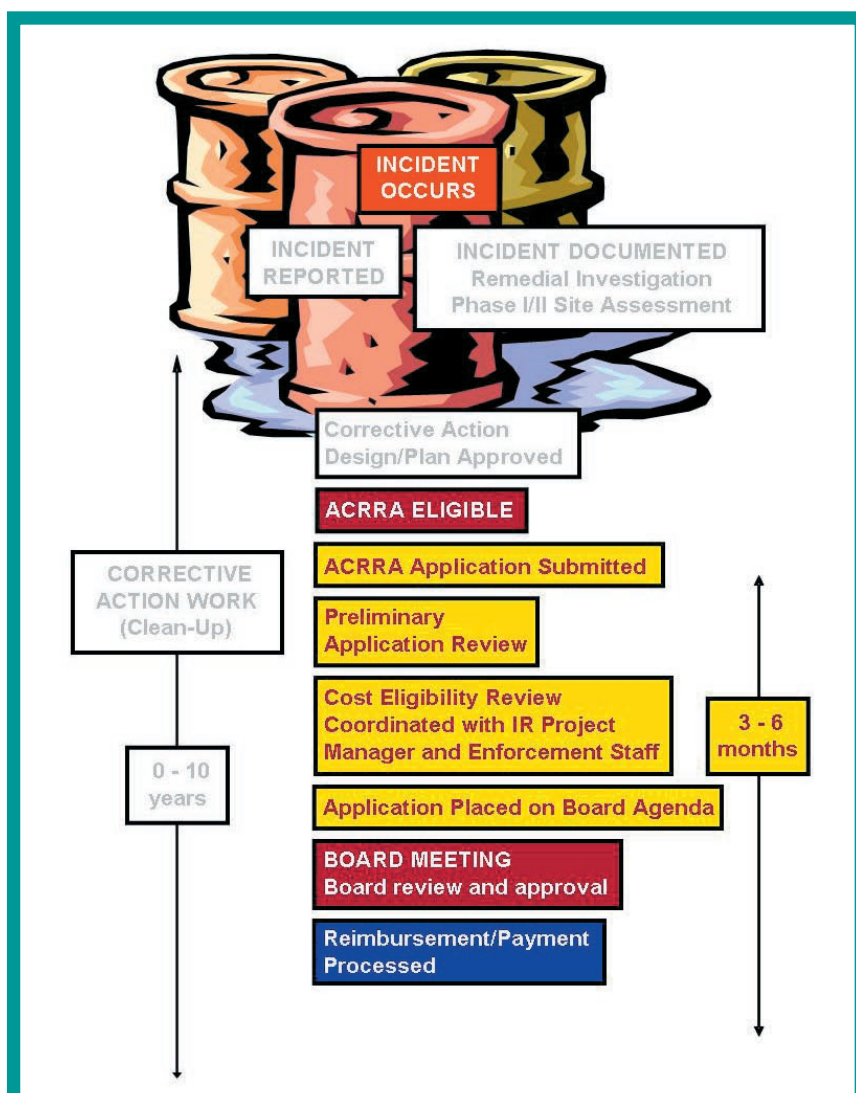 INCIDENT
OCCURS
INCIDENT
REPORTED
INCIDENT DOCUMENTED
Remedial Investigation
Phase I/II Site Assessment
Corrective Action
Design/Plan Approved
ACRRA ELIGIBLE
CORRECTIVE
ACTION WORK
(Clean-Up)
ACRRA Application Submitted
Preliminary
Application Review
Cost Eligibility Review
Coordinated with IR Project
Manager and Enforcement Staff
3 - 6
months
0 - 10
years
Application Placed on Board Agenda
BOARD MEETING
Board review and approval
Reimbursement/Payment
Processed